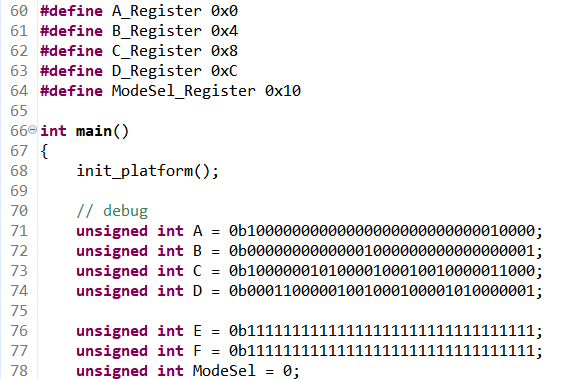 60 #define A_Register 0x0
61 #define B_Register 0x4
62 #define C_Register 0x8
63 #define D_Register 0xC
64 #define ModeSel_Register 0x10
65
66 int main()
67 {
68 init_platform();
69
70 // debug
71 unsigned int A = 0b10000000000000000000000000010000;
72 unsigned int B = 0b00000000000001000000000000000001;
73 unsigned int C = 0b10000001010000100010010000011000;
74 unsigned int D = 0b00011000001001000100001010000001;
75
76 unsigned int E = 0b11111111111111111111111111111111;
77 unsigned int F = 0b11111111111111111111111111111111;
78 unsigned int ModeSel = 0;